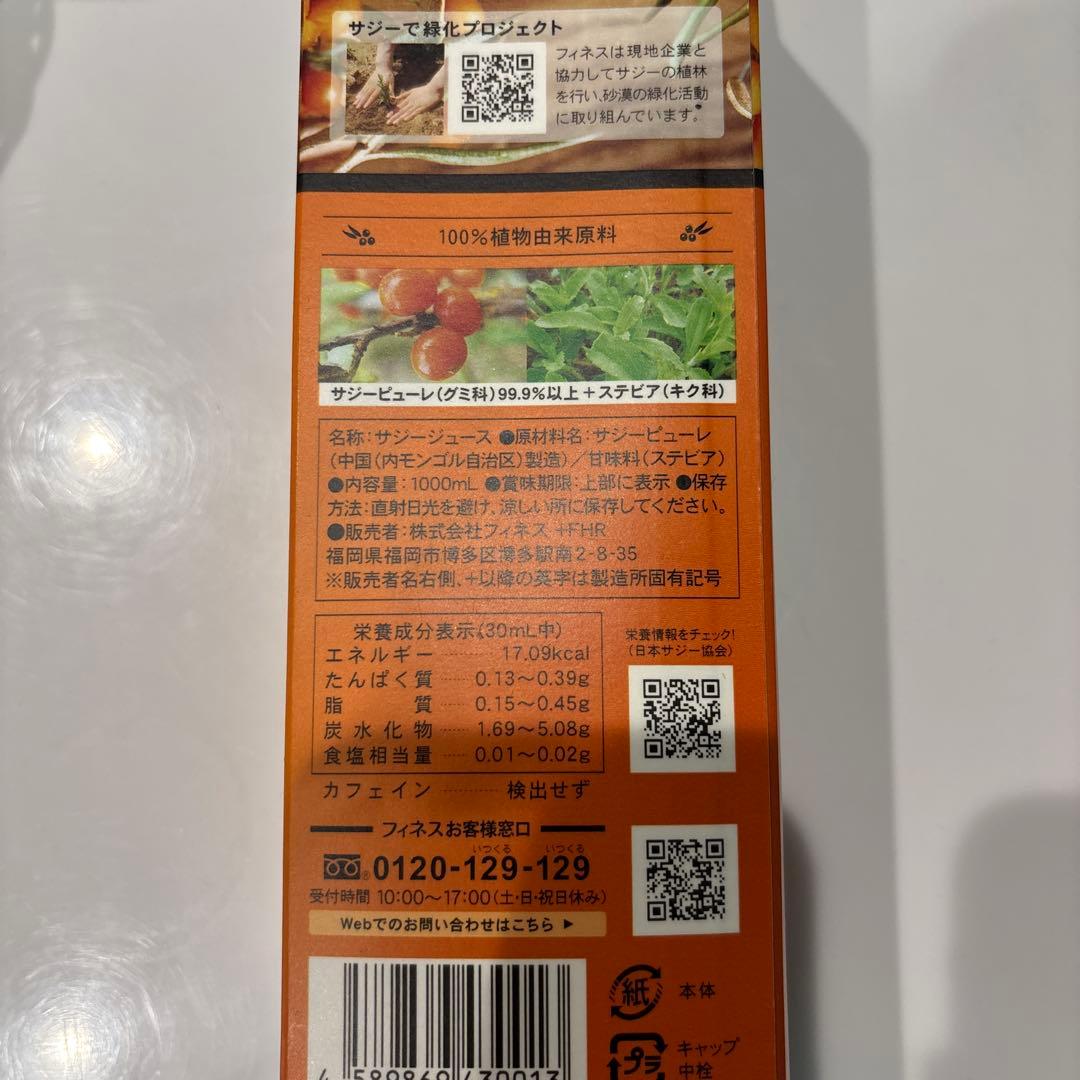 サジーで緑化プロジェクト
フィネスは現地企業と
協力してサジーの植林
を行い、砂漠の緑化活動
に取り組んでいます。
100%植物由来原料
サジーピューレ(グミ科)99.9%以上+ステビア(キク科)
名称:サジージュース ●原材料名:サジーピューレ
(中国(内モンゴル自治区)製造)/甘味料(ステビア)
●内容量:1000mL ●賞味期限:上部に表示 ●保存
方法:直射日光を避け、涼しい所に保存してください。
●販売者:株式会社フィネス +FHR
福岡県福岡市博多区博多駅南2-8-35
※販売者名右側、+以降の英字は製造所固有記号
栄養成分表示(30mL中)
エネルギー ······ 17.09kcal
たんぱく質 ······ 0.13〜0.39g
脂質 ······ 0.15〜0.45g
炭水化物 ······ 1.69〜5.08g
食塩相当量 ······ 0.01〜0.02g
カフェイン ·········· 検出せず
栄養情報をチェック!
(日本サジー協会)
フィネスお客様窓口
いつくる いつくる
0120-129-129
受付時間 10:00〜17:00(土・日・祝日休み)
Webでのお問い合わせはこちら ▶
紙 本体
プラ キャップ
中栓
4 589869 430013